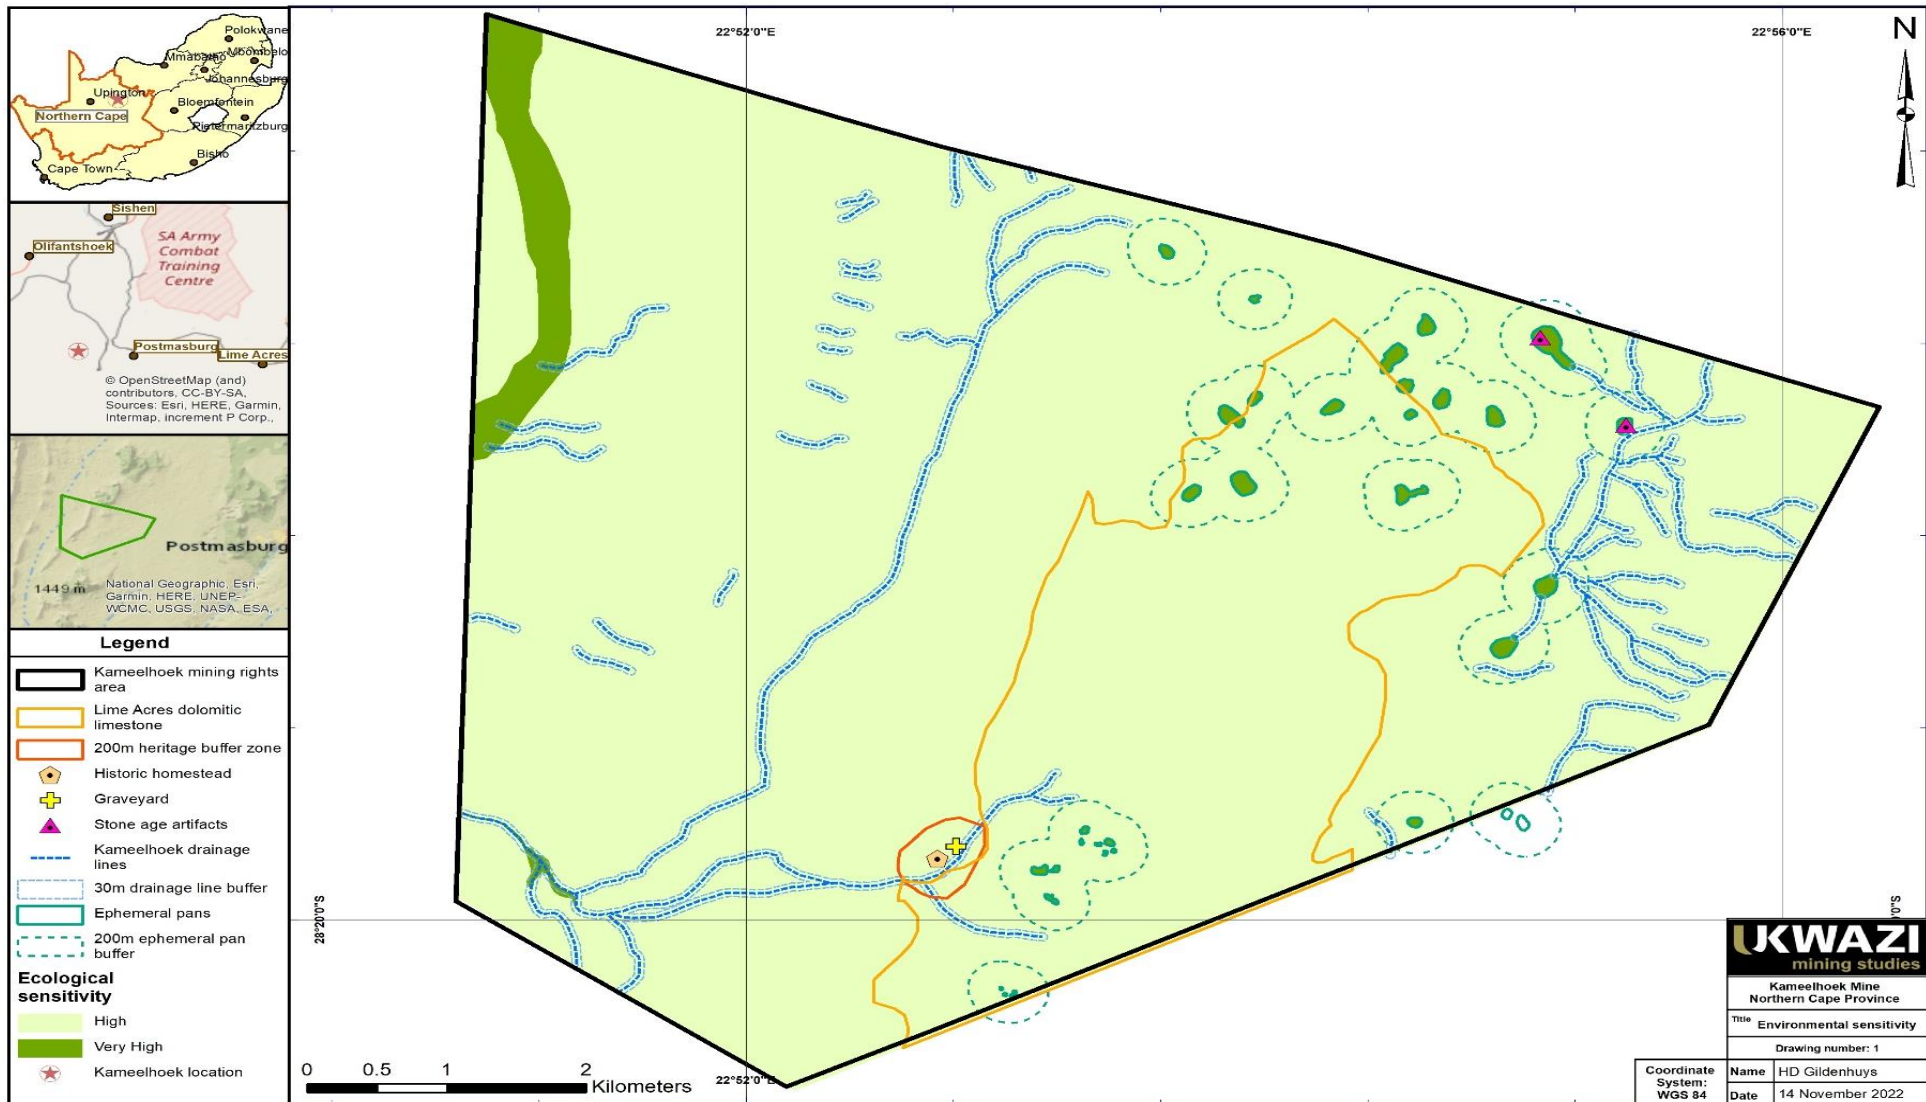 Polokwane
Mmabatho
Mbombelo
Johannesburg
Upington
Bloemfontein
Northern Cape
Pietermaritzburg
Bisho
Cape Town
Sishen
Olifantshoek
SA Army
Combat
Training
Centre
Postmasburg
Lime Acres
© OpenStreetMap (and)
contributors, CC-BY-SA,
Sources: Esri, HERE, Garmin,
Intermap, increment P Corp.,
Postmasburg
1449 m
National Geographic, Esri,
Garmin, HERE, UNEP-
WCMC, USGS, NASA, ESA,
Legend
Kameelhoek mining rights
area
Lime Acres dolomitic
limestone
200m heritage buffer zone
Historic homestead
Graveyard
Stone age artifacts
Kameelhoek drainage
lines
30m drainage line buffer
Ephemeral pans
200m ephemeral pan
buffer
Ecological
sensitivity
High
Very High
Kameelhoek location
22°52'0"E
22°56'0"E
N
28°20'0"S
0'0"S
22°52'0"E
0 0.5 1 2
Kilometers
UKWAZI
mining studies
Kameelhoek Mine
Northern Cape Province
Title Environmental sensitivity
Drawing number: 1
Coordinate
System:
WGS 84
Name HD Gildenhuys
Date 14 November 2022